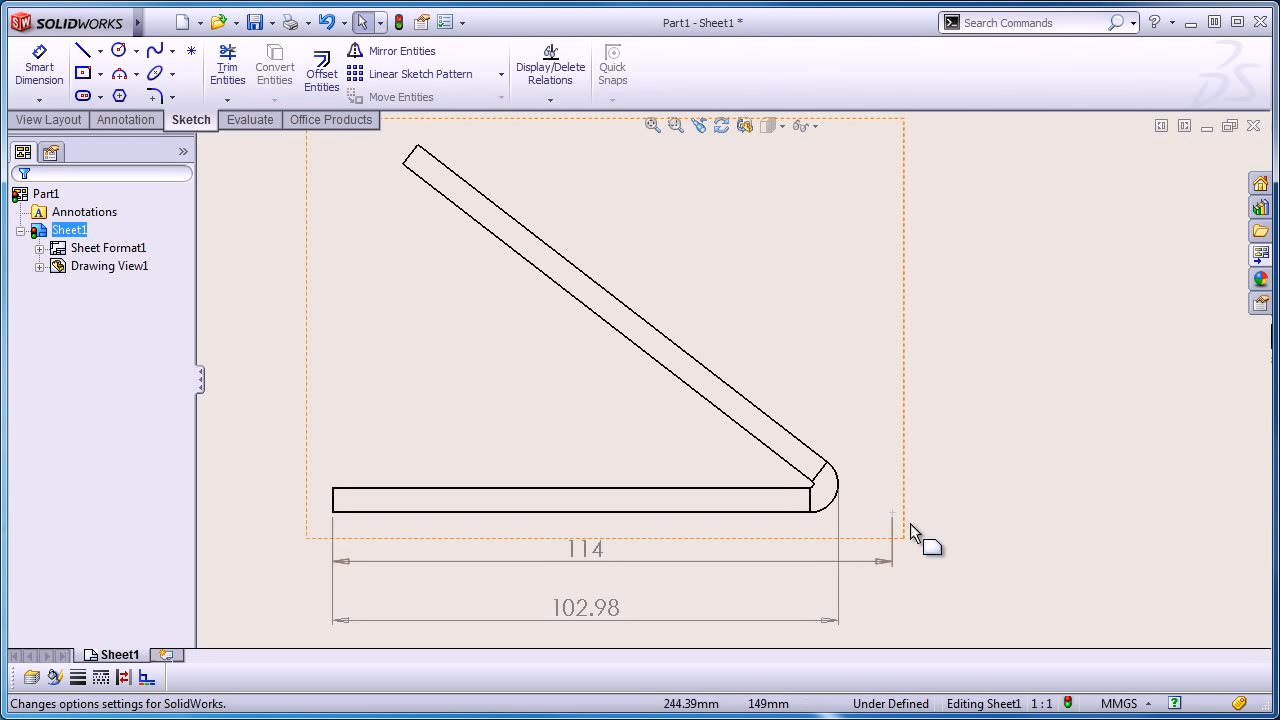 SW SOLIDWORKS
Part1 - Sheet1 *
Search Commands
?
Smart Dimension
Trim Entities
Convert Entities
Offset Entities
Mirror Entities
Linear Sketch Pattern
Move Entities
Display/Delete Relations
Quick Snaps
View Layout
Annotation
Sketch
Evaluate
Office Products
Part1
A Annotations
Sheet1
Sheet Format1
Drawing View1
114
102.98
Sheet1
Changes options settings for SolidWorks.
244.39mm
149mm
Under Defined
Editing Sheet1
1 : 1
MMGS
?